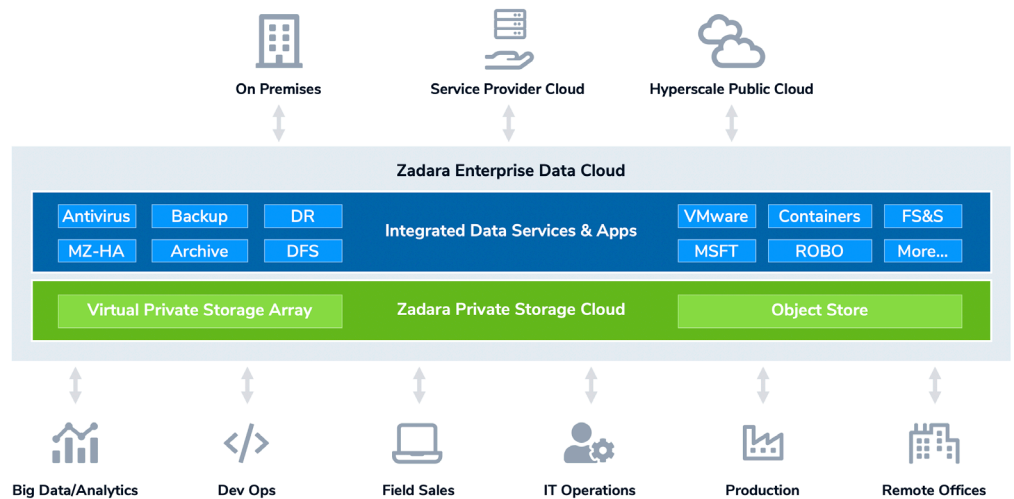 On Premises
Service Provider Cloud
Hyperscale Public Cloud
Zadara Enterprise Data Cloud
Antivirus
Backup
DR
MZ-HA
Archive
DFS
Integrated Data Services & Apps
VMware
Containers
FS&S
MSFT
ROBO
More...
Virtual Private Storage Array
Zadara Private Storage Cloud
Object Store
Big Data/Analytics
Dev Ops
Field Sales
IT Operations
Production
Remote Offices